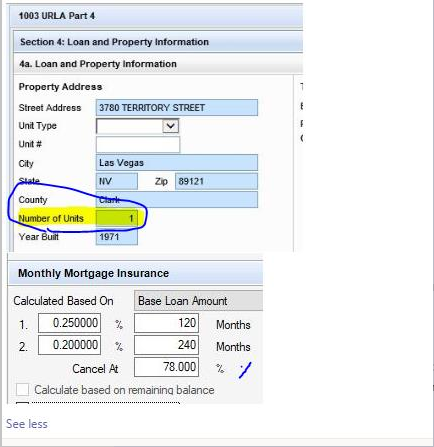 1003 URLA Part 4
Section 4: Loan and Property Information
4a. Loan and Property Information
Property Address
Street Address 3780 TERRITORY STREET
Unit Type
Unit #
City Las Vegas
State NV Zip 89121
County Clark
Number of Units 1
Year Built 1971
Monthly Mortgage Insurance
Calculated Based On Base Loan Amount
1. 0.250000 % 120 Months
2. 0.200000 % 240 Months
Cancel At 78.000 %
Calculate based on remaining balance
See less